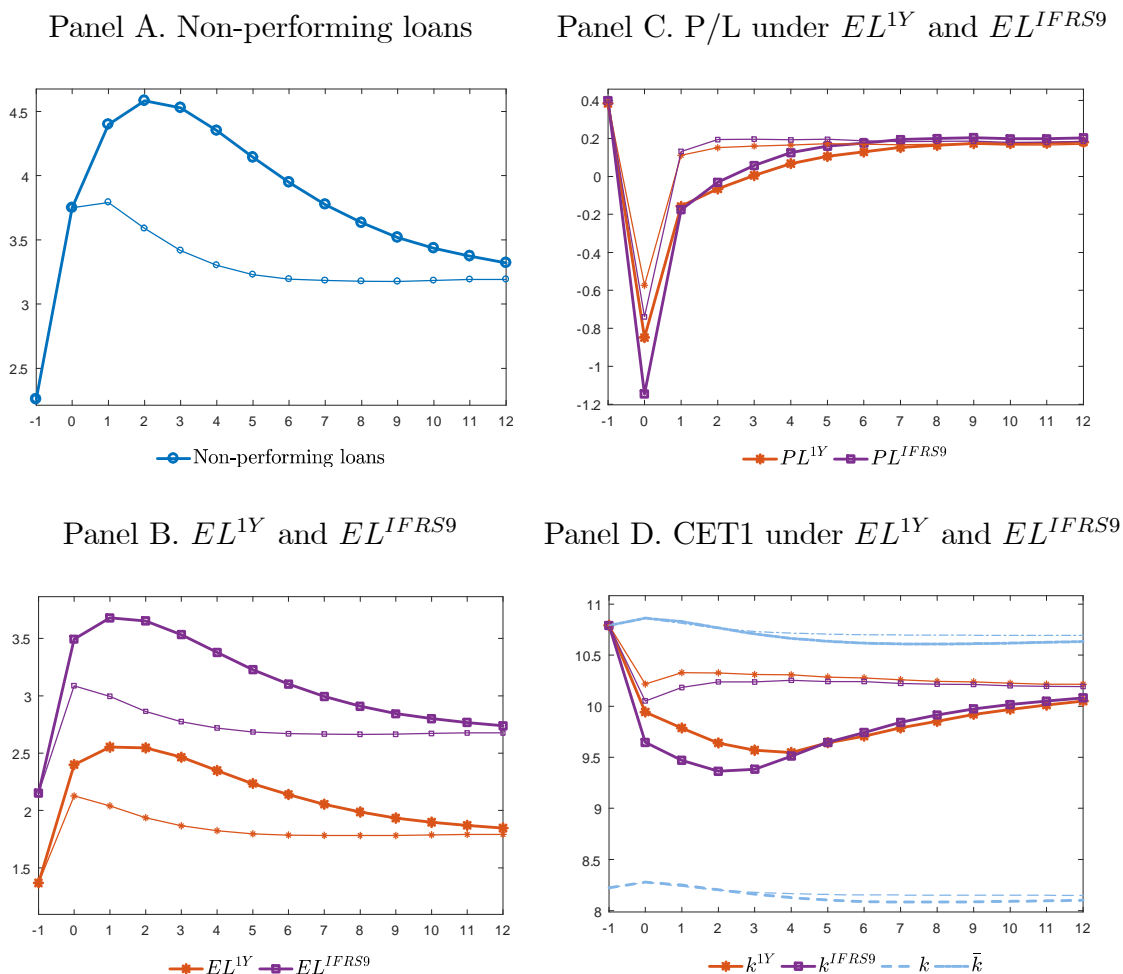 Panel A. Non-performing loans
4.5
4
3.5
3
2.5
-1 0 1 2 3 4 5 6 7 8 9 10 11 12
Non-performing loans
Panel C. P/L under EL^{1Y} and EL^{IFRS9}
0.4
0.2
0
-0.2
-0.4
-0.6
-0.8
-1
-1.2
-1 0 1 2 3 4 5 6 7 8 9 10 11 12
PL^{1Y} PL^{IFRS9}
Panel B. EL^{1Y} and EL^{IFRS9}
3.5
3
2.5
2
1.5
-1 0 1 2 3 4 5 6 7 8 9 10 11 12
EL^{1Y} EL^{IFRS9}
Panel D. CET1 under EL^{1Y} and EL^{IFRS9}
11
10.5
10
9.5
9
8.5
8
-1 0 1 2 3 4 5 6 7 8 9 10 11 12
k^{1Y} k^{IFRS9} k k̄